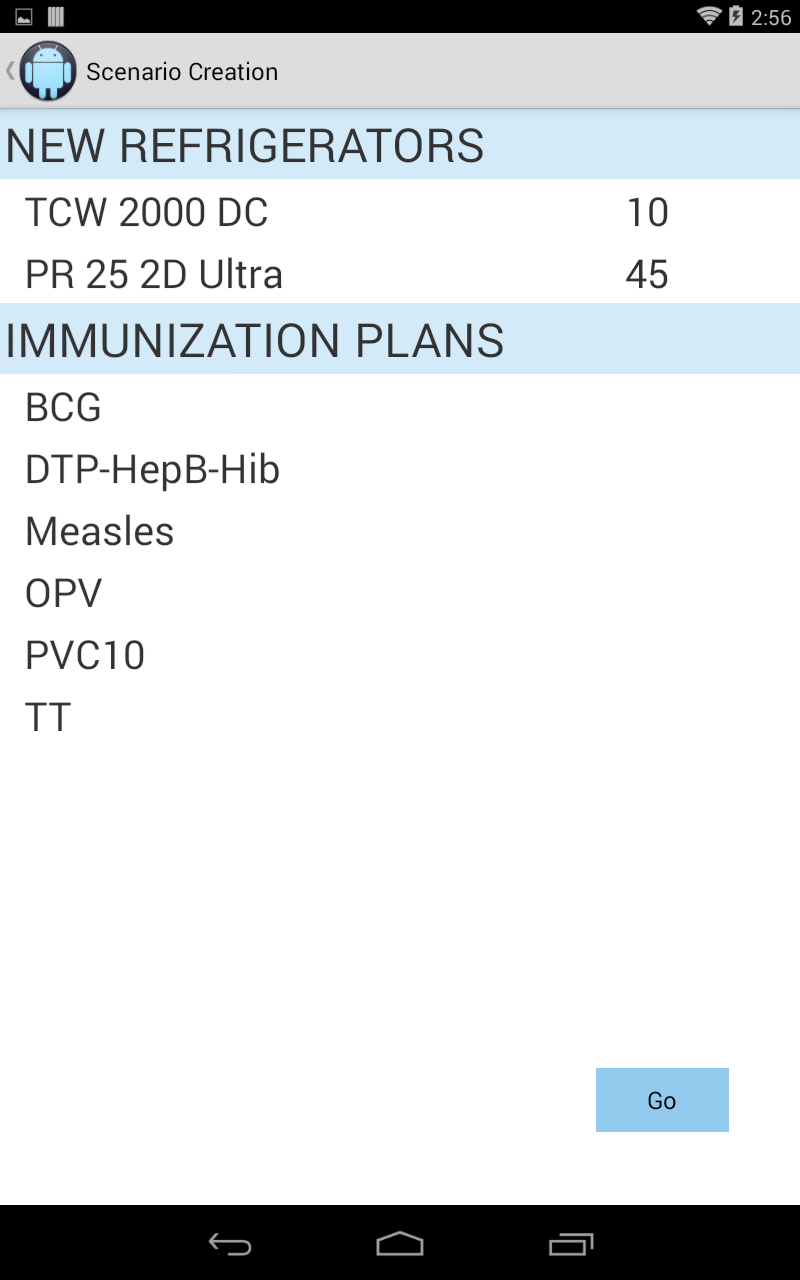 2:56
Scenario Creation
NEW REFRIGERATORS
TCW 2000 DC 10
PR 25 2D Ultra 45
IMMUNIZATION PLANS
BCG
DTP-HepB-Hib
Measles
OPV
PVC10
TT
Go